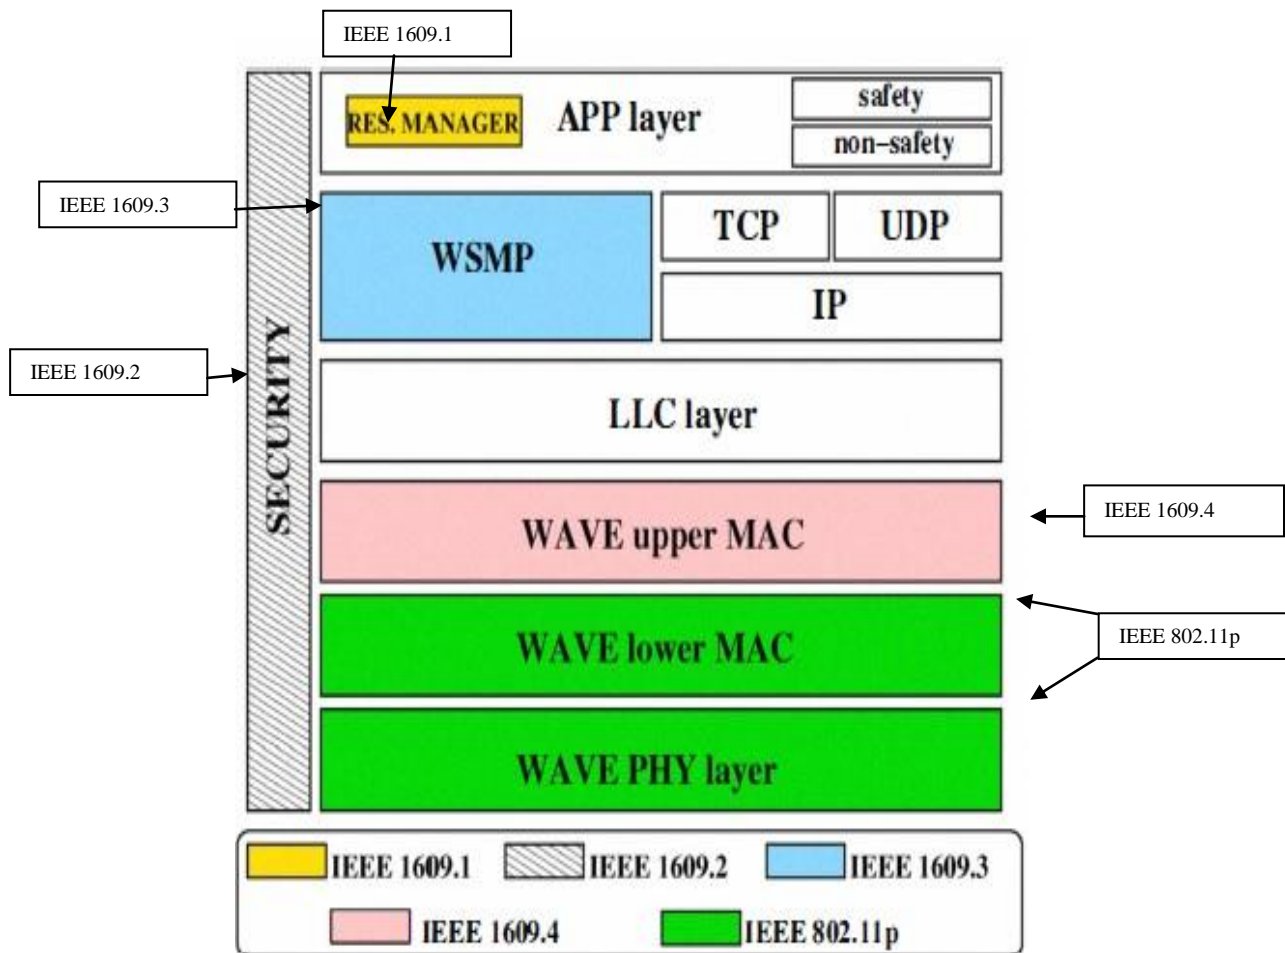 IEEE 1609.1
RES. MANAGER
APP layer
safety
non-safety
IEEE 1609.3
WSMP
TCP
UDP
IP
IEEE 1609.2
SECURITY
LLC layer
WAVE upper MAC
IEEE 1609.4
WAVE lower MAC
IEEE 802.11p
WAVE PHY layer
IEEE 1609.1
IEEE 1609.2
IEEE 1609.3
IEEE 1609.4
IEEE 802.11p